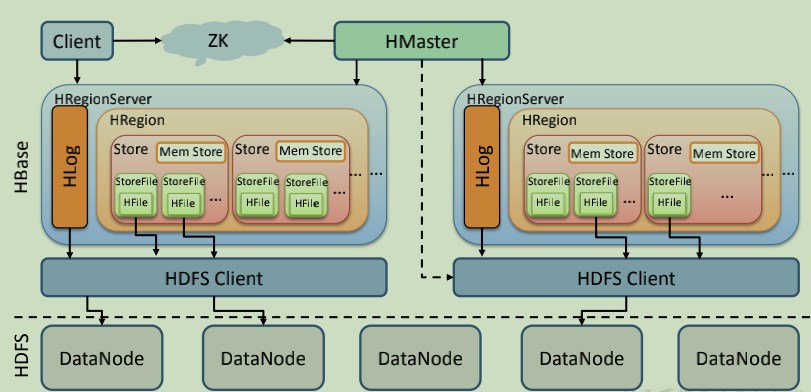 Client
ZK
HMaster
HBase
HRegionServer
HLog
HRegion
Store
Mem Store
StoreFile
HFile
StoreFile
HFile
...
Store
Mem Store
StoreFile
HFile
StoreFile
HFile
...
...
...
HRegionServer
HLog
HRegion
Store
Mem Store
StoreFile
HFile
StoreFile
HFile
...
Store
Mem Store
StoreFile
HFile
...
...
...
HDFS Client
HDFS Client
HDFS
DataNode
DataNode
DataNode
DataNode
DataNode